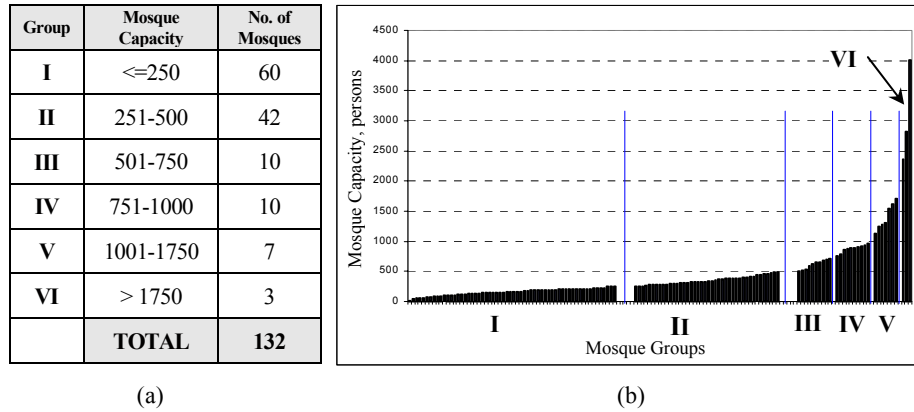 Group Mosque Capacity No. of Mosques
I <=250 60
II 251-500 42
III 501-750 10
IV 751-1000 10
V 1001-1750 7
VI > 1750 3
TOTAL 132
(a)
Mosque Capacity, persons
4500
4000
3500
3000
2500
2000
1500
1000
500
0
VI
I II III IV V
Mosque Groups
(b)